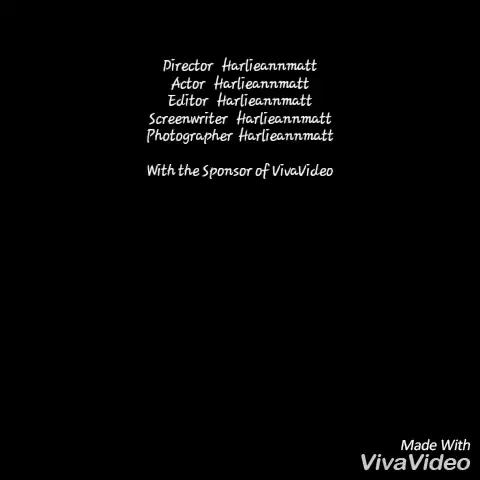 Director Harlieannmatt
Actor Harlieannmatt
Editor Harlieannmatt
Screenwriter Harlieannmatt
Photographer Harlieannmatt
With the Sponsor of VivaVideo
Made With
VivaVideo